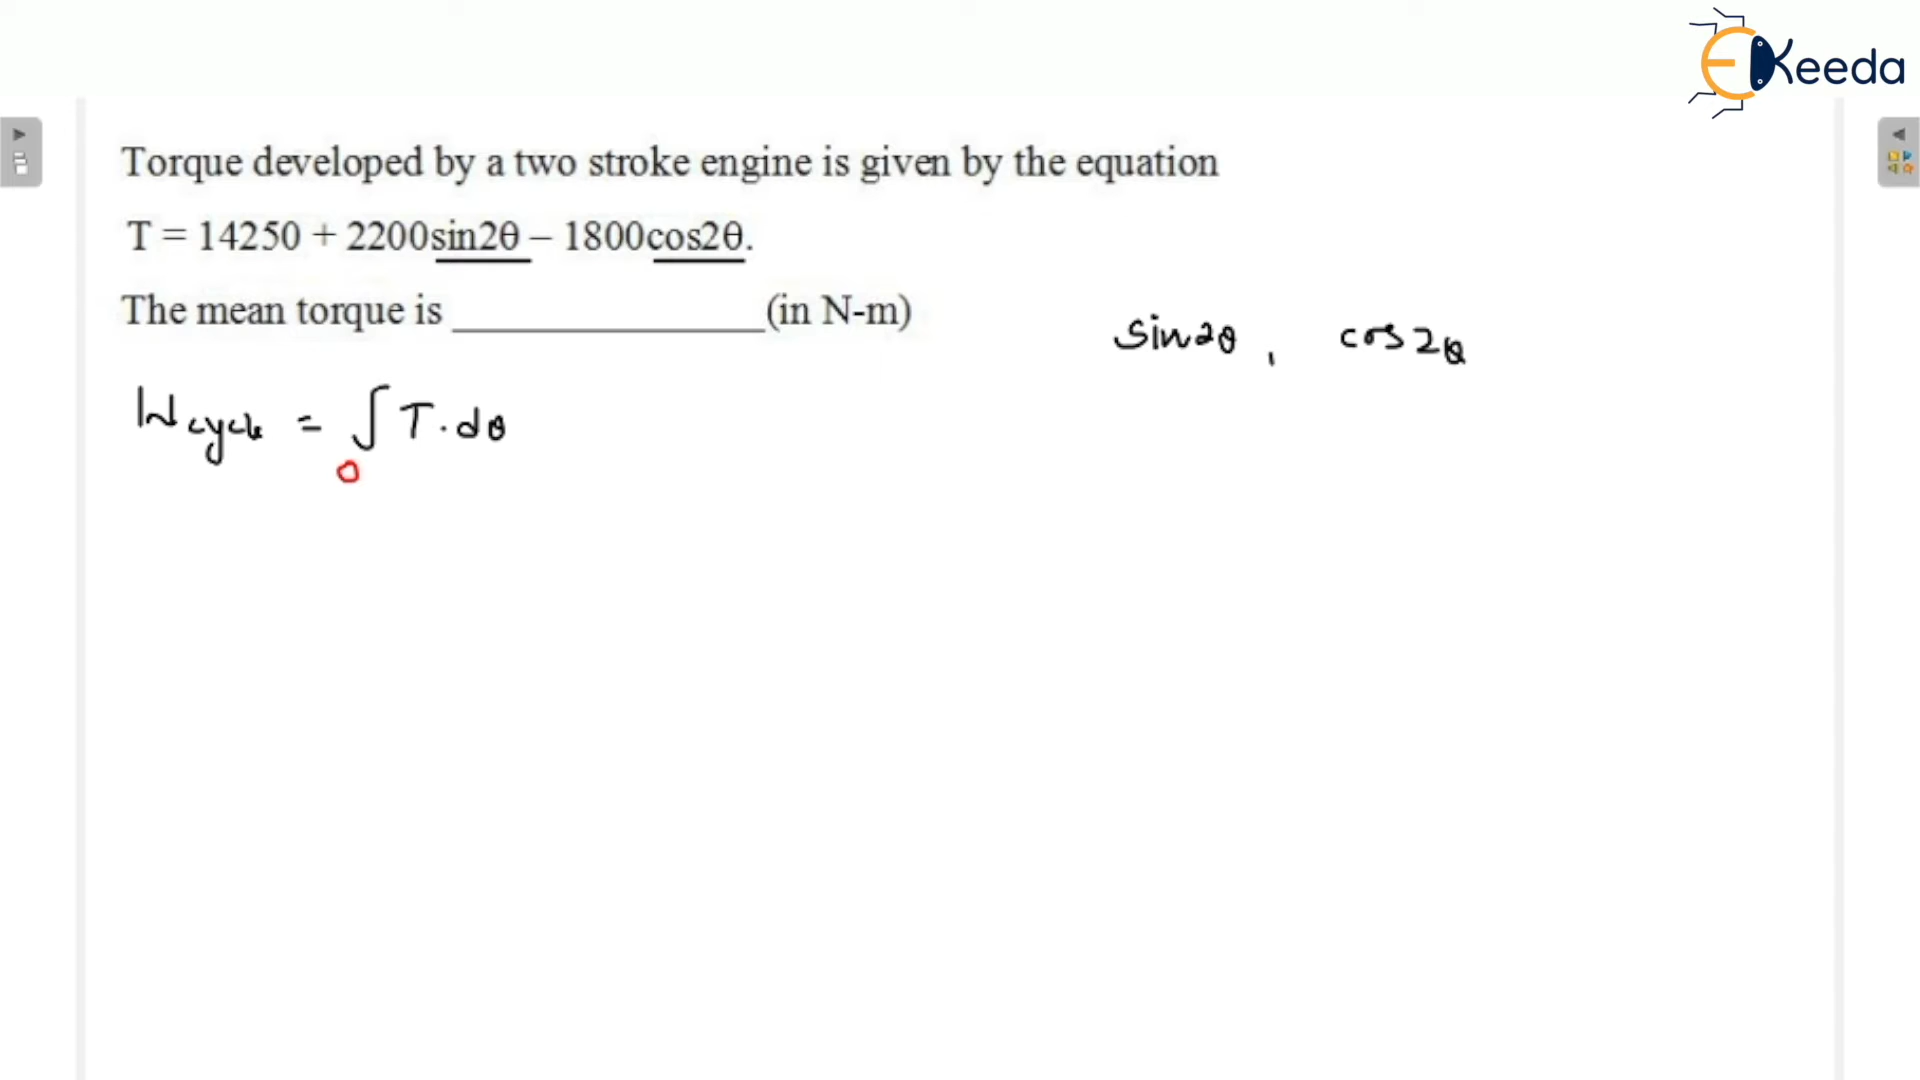 EKeeda
Torque developed by a two stroke engine is given by the equation
T = 14250 + 2200sin2θ – 1800cos2θ.
The mean torque is _______________(in N-m)
sin2θ , cos2θ
Wcycle = ∫ T. dθ
0